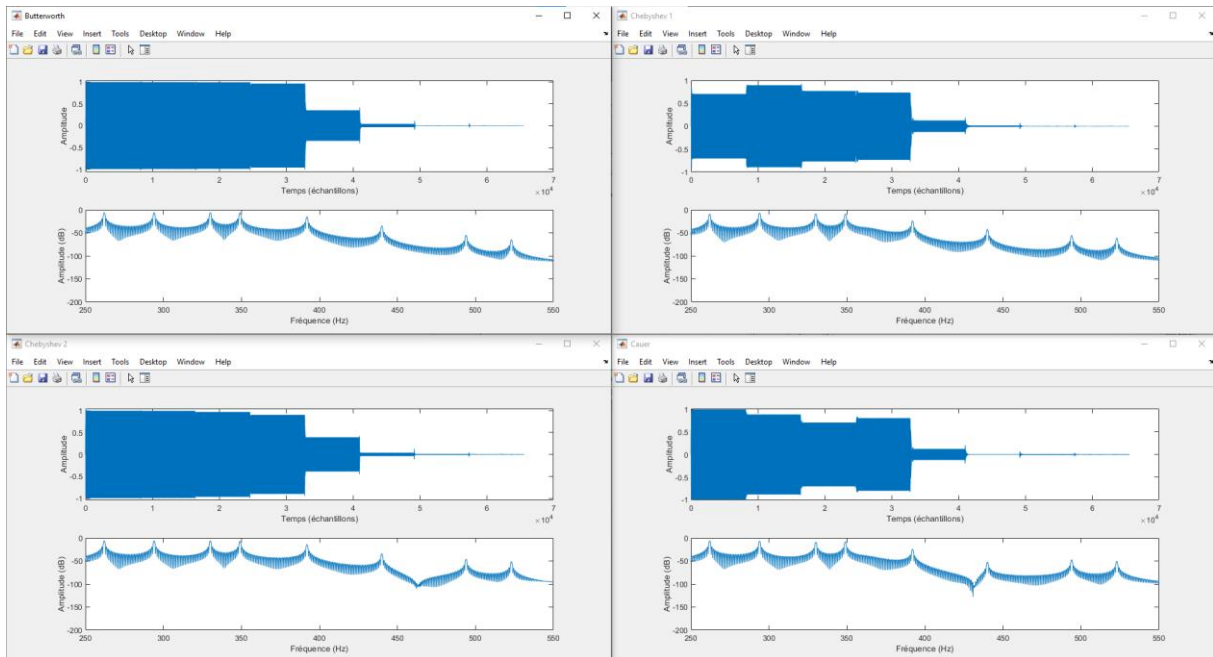 Butterworth
File Edit View Insert Tools Desktop Window Help
1
0.5
0
-0.5
-1
Amplitude
0 1 2 3 4 5 6 7
×10⁴
Temps (échantillons)
0
-50
-100
-150
-200
Amplitude (dB)
250 300 350 400 450 500 550
Fréquence (Hz)
Chebyshev 1
File Edit View Insert Tools Desktop Window Help
1
0.5
0
-0.5
-1
Amplitude
0 1 2 3 4 5 6 7
×10⁴
Temps (échantillons)
0
-50
-100
-150
-200
Amplitude (dB)
250 300 350 400 450 500 550
Fréquence (Hz)
Chebyshev 2
File Edit View Insert Tools Desktop Window Help
1
0.5
0
-0.5
-1
Amplitude
0 1 2 3 4 5 6 7
×10⁴
Temps (échantillons)
0
-50
-100
-150
-200
Amplitude (dB)
250 300 350 400 450 500 550
Fréquence (Hz)
Cauer
File Edit View Insert Tools Desktop Window Help
1
0.5
0
-0.5
-1
Amplitude
0 1 2 3 4 5 6 7
×10⁴
Temps (échantillons)
0
-50
-100
-150
-200
Amplitude (dB)
250 300 350 400 450 500 550
Fréquence (Hz)